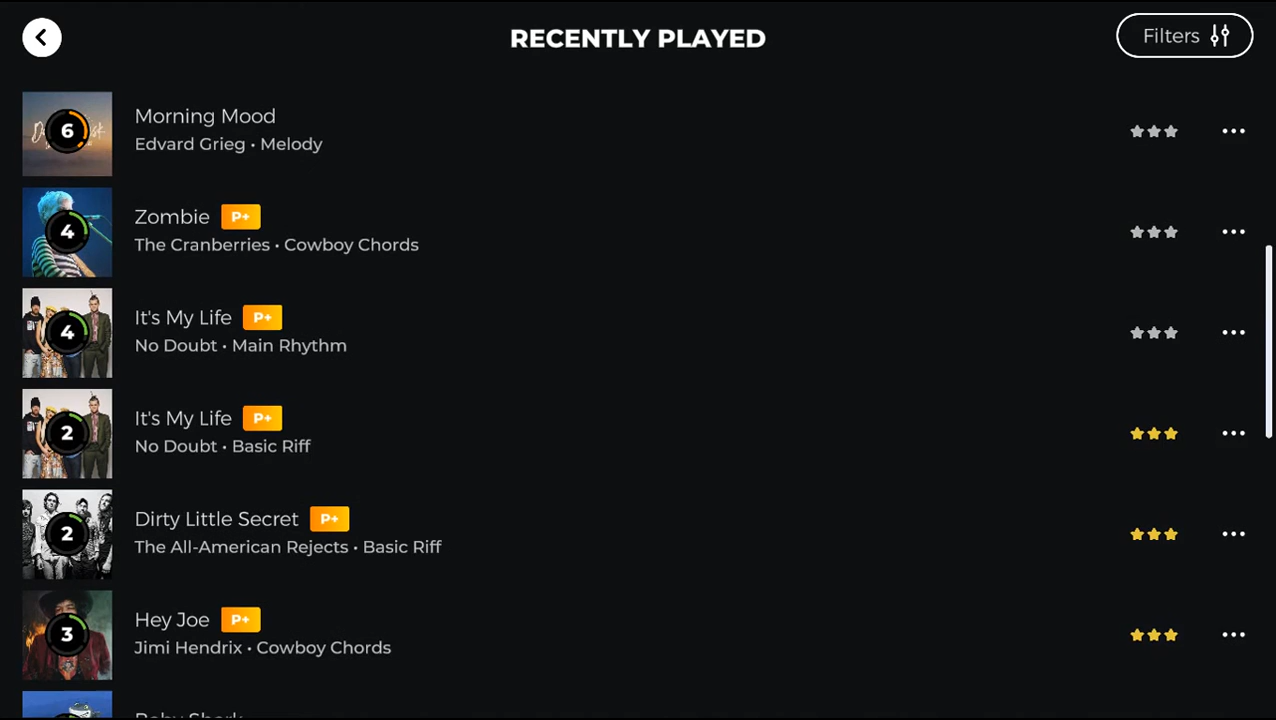 RECENTLY PLAYED
Filters
6
Morning Mood
Edvard Grieg • Melody
4
Zombie P+
The Cranberries • Cowboy Chords
4
It's My Life P+
No Doubt • Main Rhythm
2
It's My Life P+
No Doubt • Basic Riff
2
Dirty Little Secret P+
The All-American Rejects • Basic Riff
3
Hey Joe P+
Jimi Hendrix • Cowboy Chords
Baby Shark